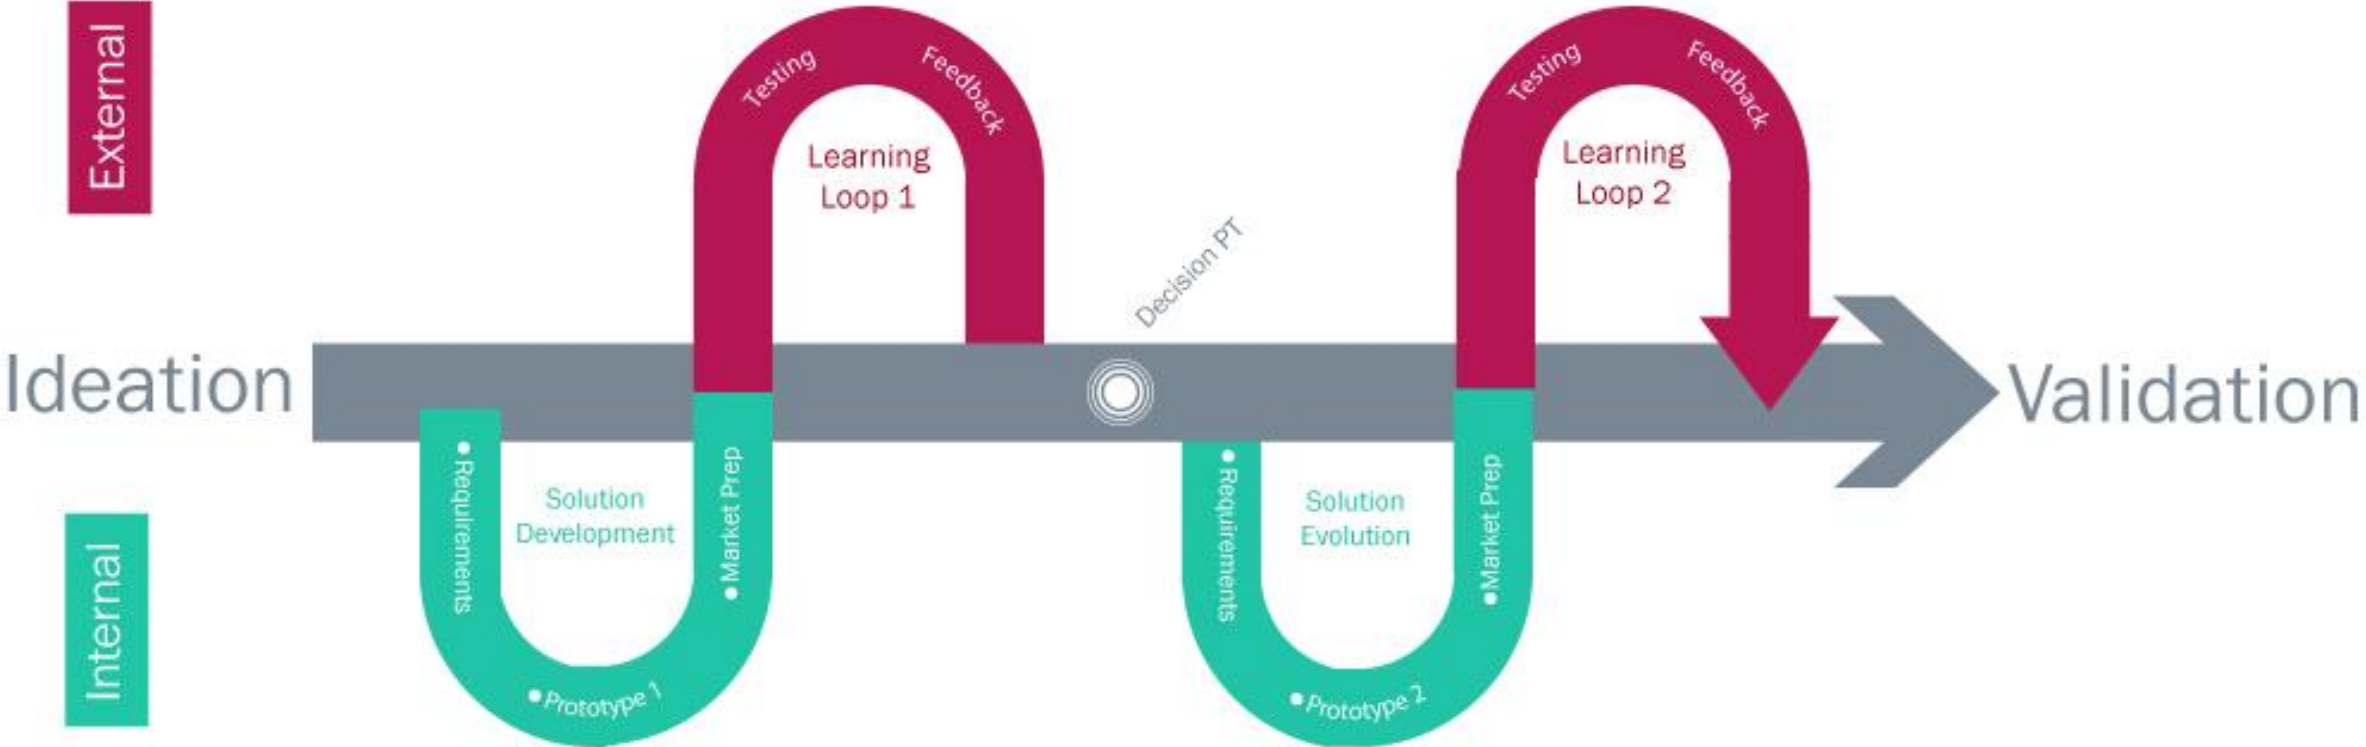 External
Testing
Feedback
Learning
Loop 1
Decision PT
Testing
Feedback
Learning
Loop 2
Ideation
Validation
Internal
Requirements
Solution
Development
Market Prep
Prototype 1
Requirements
Solution
Evolution
Market Prep
Prototype 2